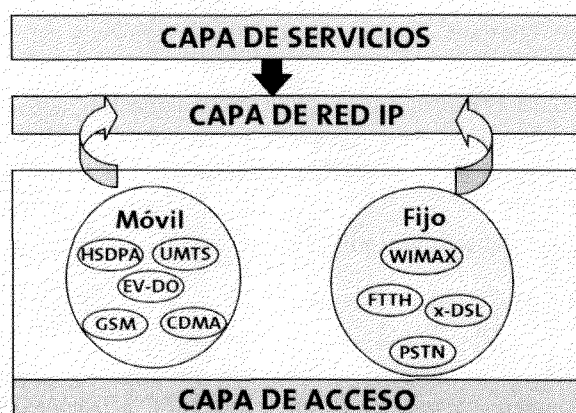 CAPA DE SERVICIOS
CAPA DE RED IP
Móvil
HSDPA
UMTS
EV-DO
GSM
CDMA
Fijo
WIMAX
FTTH
x-DSL
PSTN
CAPA DE ACCESO